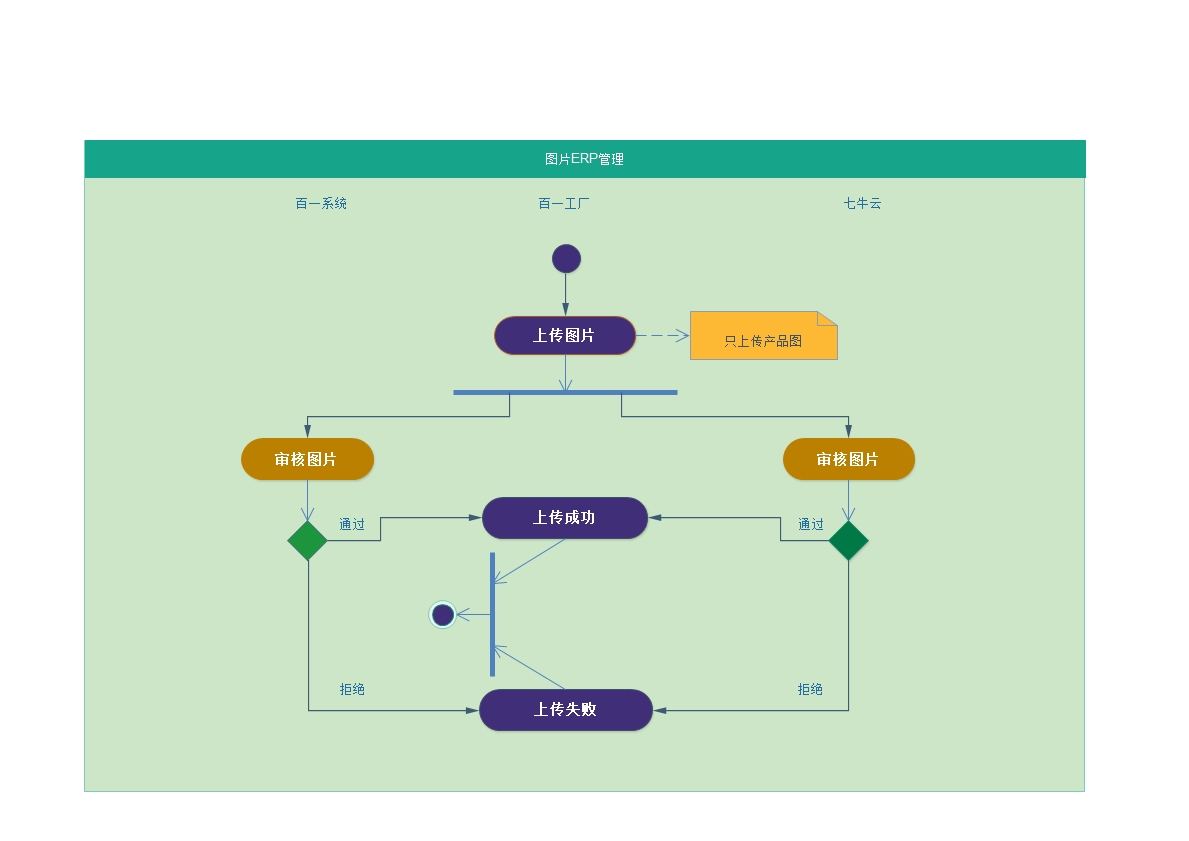 图片ERP管理
百一系统
百一工厂
七牛云
上传图片
只上传产品图
审核图片
审核图片
上传成功
通过
通过
拒绝
拒绝
上传失败